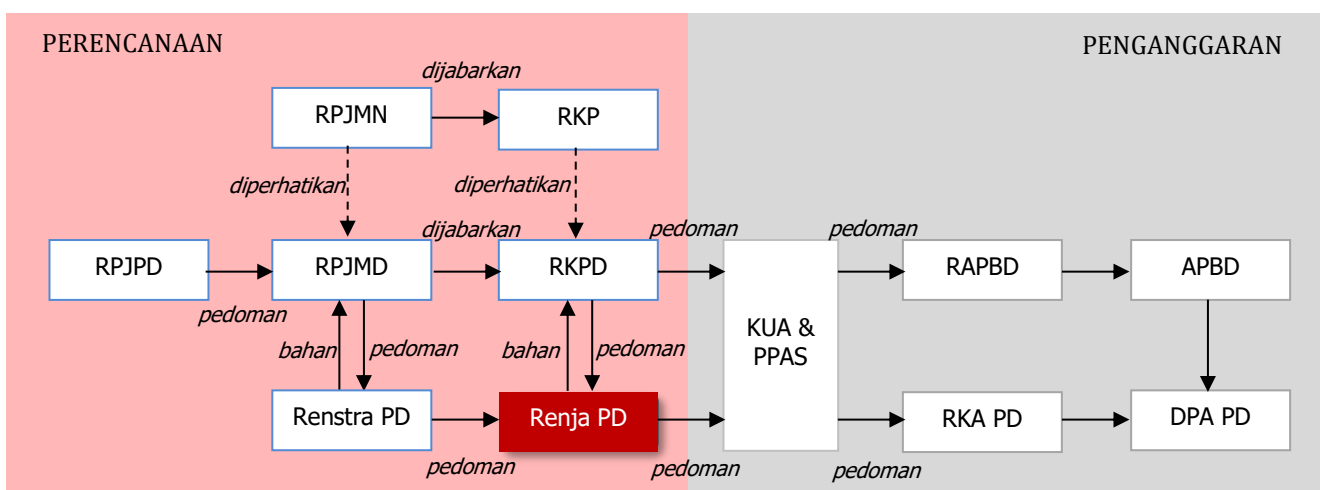 PERENCANAAN
PENGANGGARAN
dijabarkan
RPJMN
RKP
diperhatikan
diperhatikan
dijabarkan
pedoman
pedoman
RPJPD
RPJMD
RKPD
RAPBD
APBD
pedoman
KUA &
PPAS
bahan
pedoman
bahan
pedoman
Renstra PD
Renja PD
RKA PD
DPA PD
pedoman
pedoman
pedoman